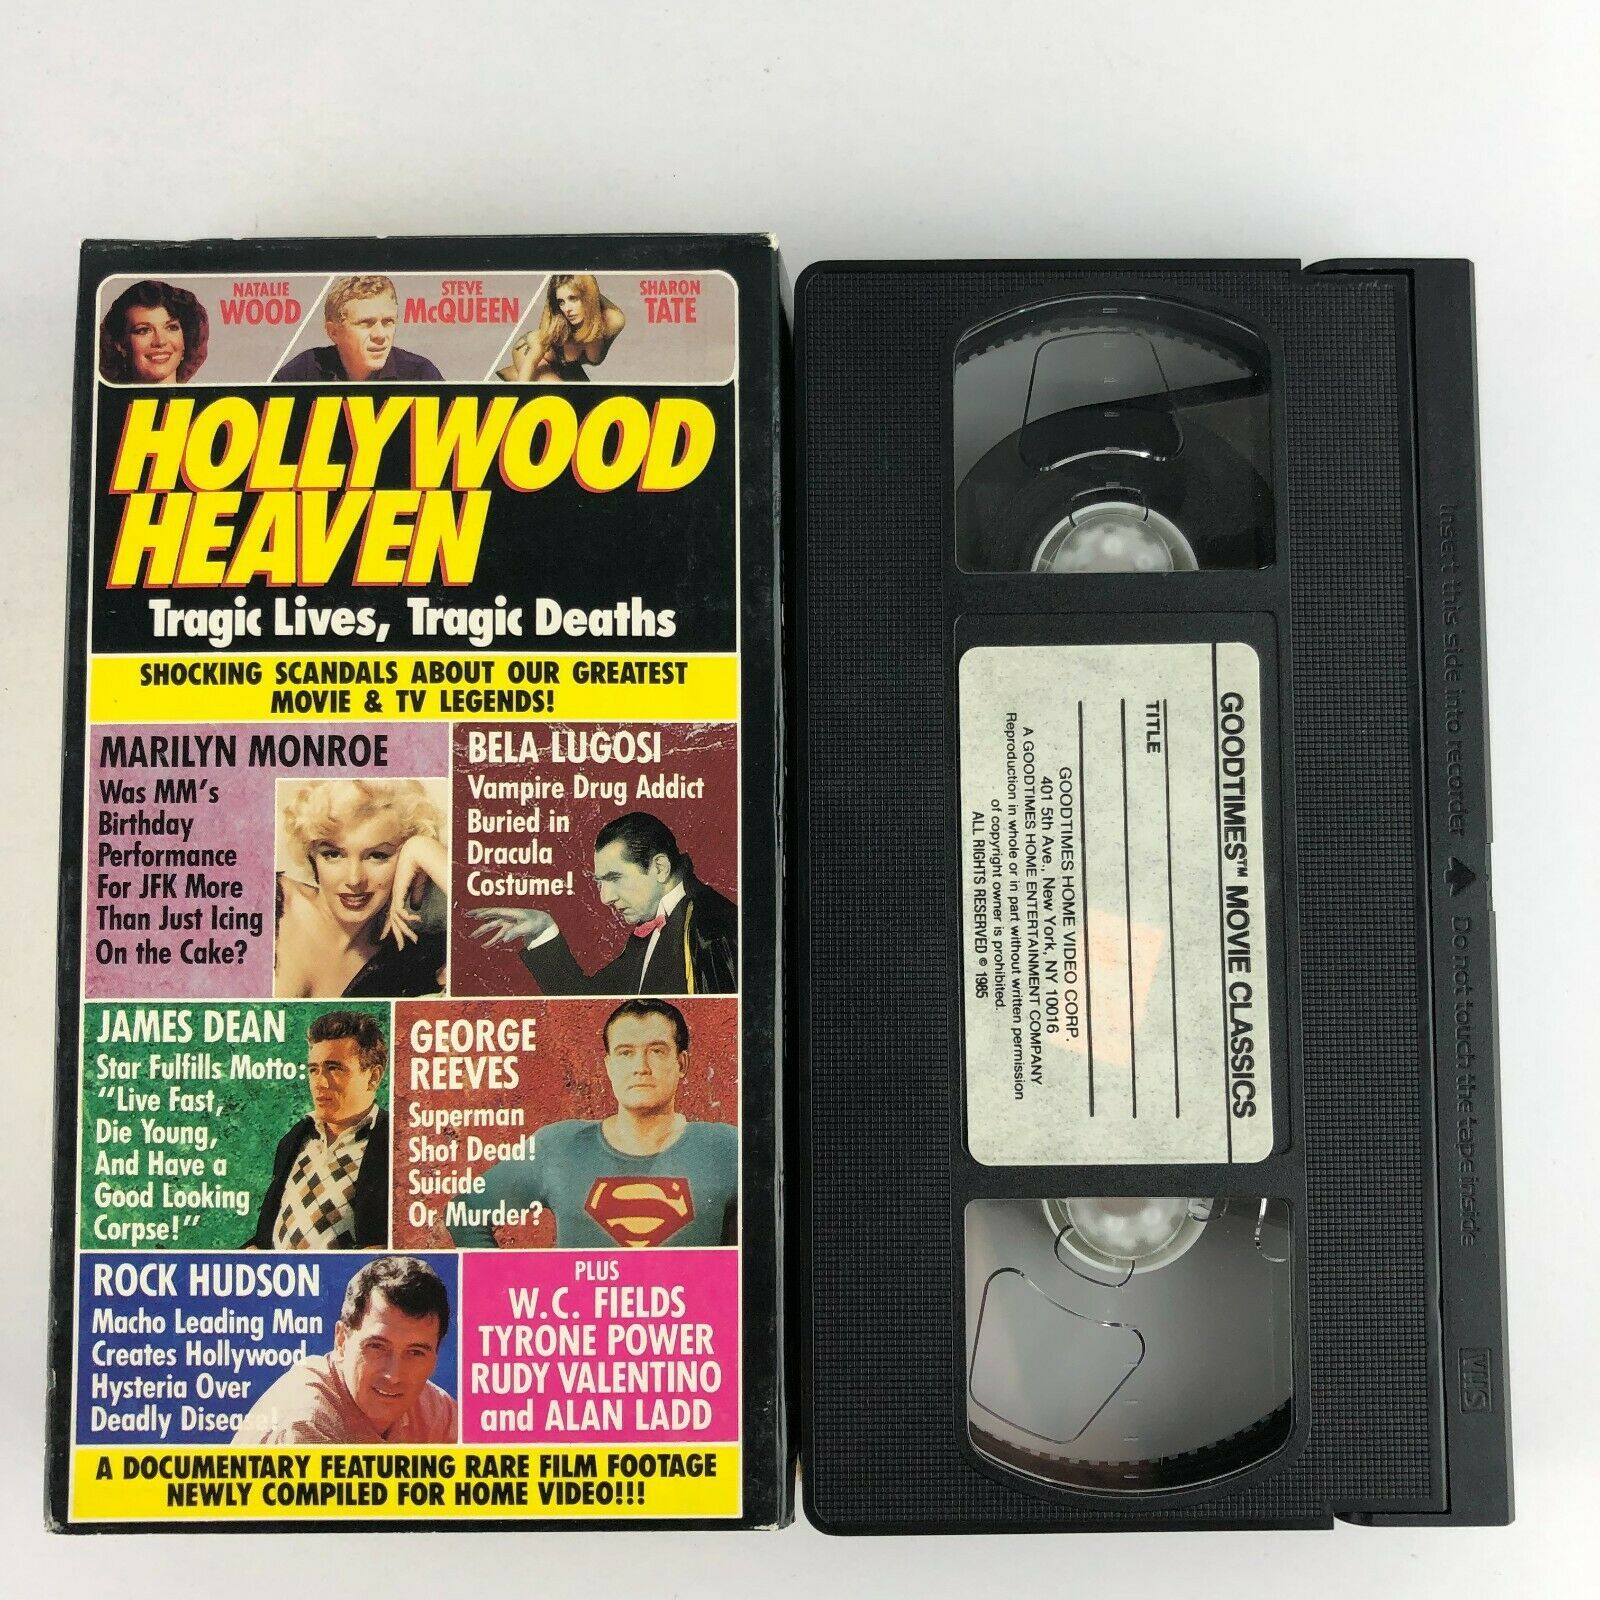 NATALIE
WOOD
STEVE
McQUEEN
SHARON
TATE
HOLLYWOOD
HEAVEN
Tragic Lives, Tragic Deaths
SHOCKING SCANDALS ABOUT OUR GREATEST
MOVIE & TV LEGENDS!
MARILYN MONROE
Was MM's
Birthday
Performance
For JFK More
Than Just Icing
On the Cake?
BELA LUGOSI
Vampire Drug Addict
Buried in
Dracula
Costume!
JAMES DEAN
Star Fulfills Motto:
"Live Fast,
Die Young,
And Have a
Good Looking
Corpse!"
GEORGE
REEVES
Superman
Shot Dead!
Suicide
Or Murder?
ROCK HUDSON
Macho Leading Man
Creates Hollywood
Hysteria Over
Deadly Disease!
PLUS
W.C. FIELDS
TYRONE POWER
RUDY VALENTINO
and ALAN LADD
A DOCUMENTARY FEATURING RARE FILM FOOTAGE
NEWLY COMPILED FOR HOME VIDEO!!!
GOODTIMES™ MOVIE CLASSICS
TITLE
GOODTIMES HOME VIDEO CORP.
401 5th Ave., New York, NY 10016
A GOODTIMES HOME ENTERTAINMENT COMPANY
Reproduction in whole or in part without written permission
of copyright owner is prohibited.
ALL RIGHTS RESERVED © 1985
Insert this side into recorder
Do not touch the tape inside
VHS